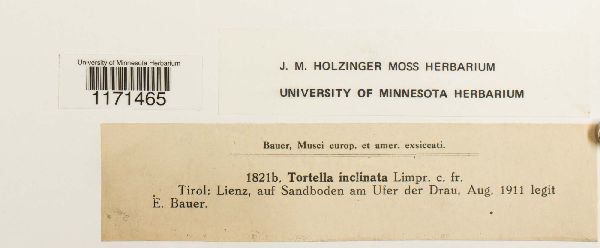 University of Minnesota Herbarium
1171465
J. M. HOLZINGER MOSS HERBARIUM
UNIVERSITY OF MINNESOTA HERBARIUM
Bauer, Musci europ. et amer. exsiccati.
1821b. Tortella inclinata Limpr. c. fr.
Tirol: Lienz, auf Sandboden am Ufer der Drau, Aug. 1911 legit
E. Bauer.